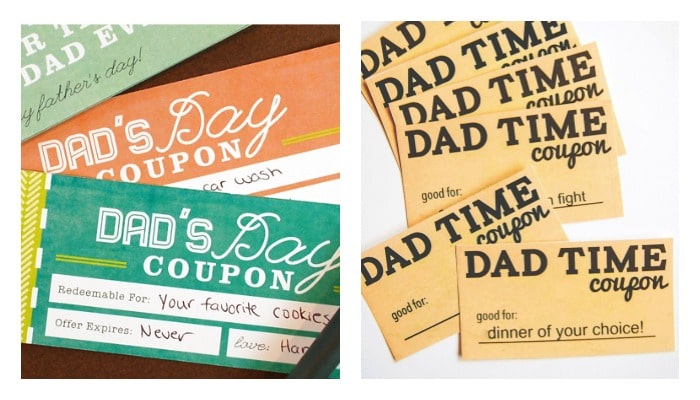 DAD EV
y father's day!
DAD'S Day
COUPON
car wash
DAD'S Day
COUPON
Redeemable For: Your favorite cookies
Offer Expires: Never
love: Har
DAD TIME
DAD TIME
coupon
DAD TIME
coupon
DAD TIME
coupon
good for:
fight
DAD TIME
coupon
good for:
DAD TIME
coupon
good for:
dinner of your choice!